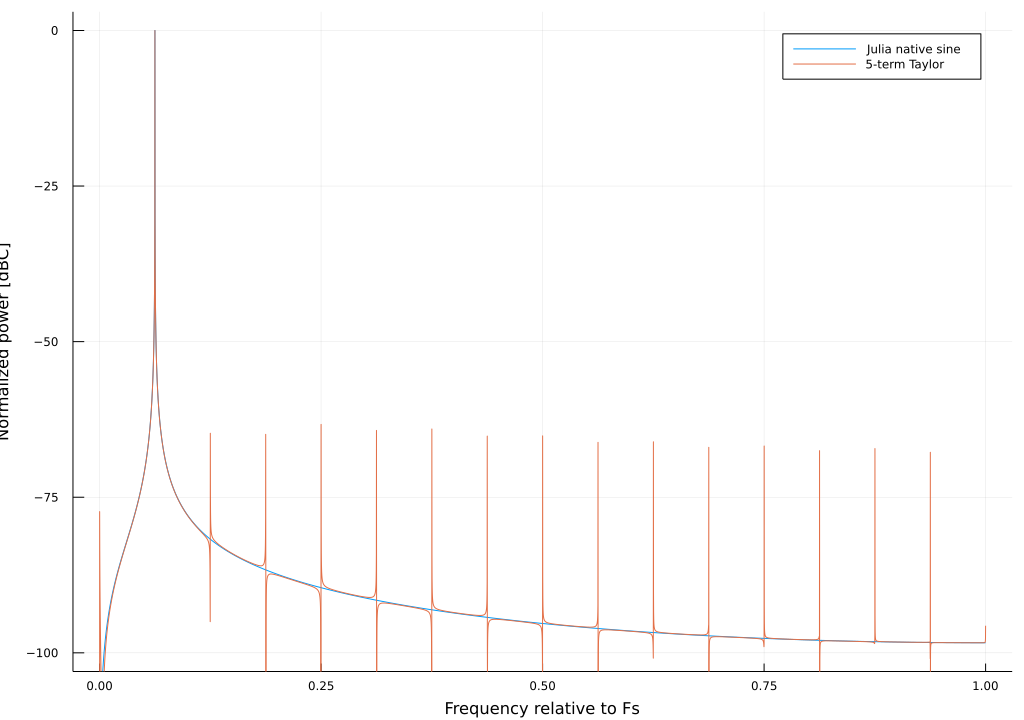 0
−25
−50
−75
−100
Normalized power [dBC]
0.00
0.25
0.50
0.75
1.00
Frequency relative to Fs
Julia native sine
5-term Taylor